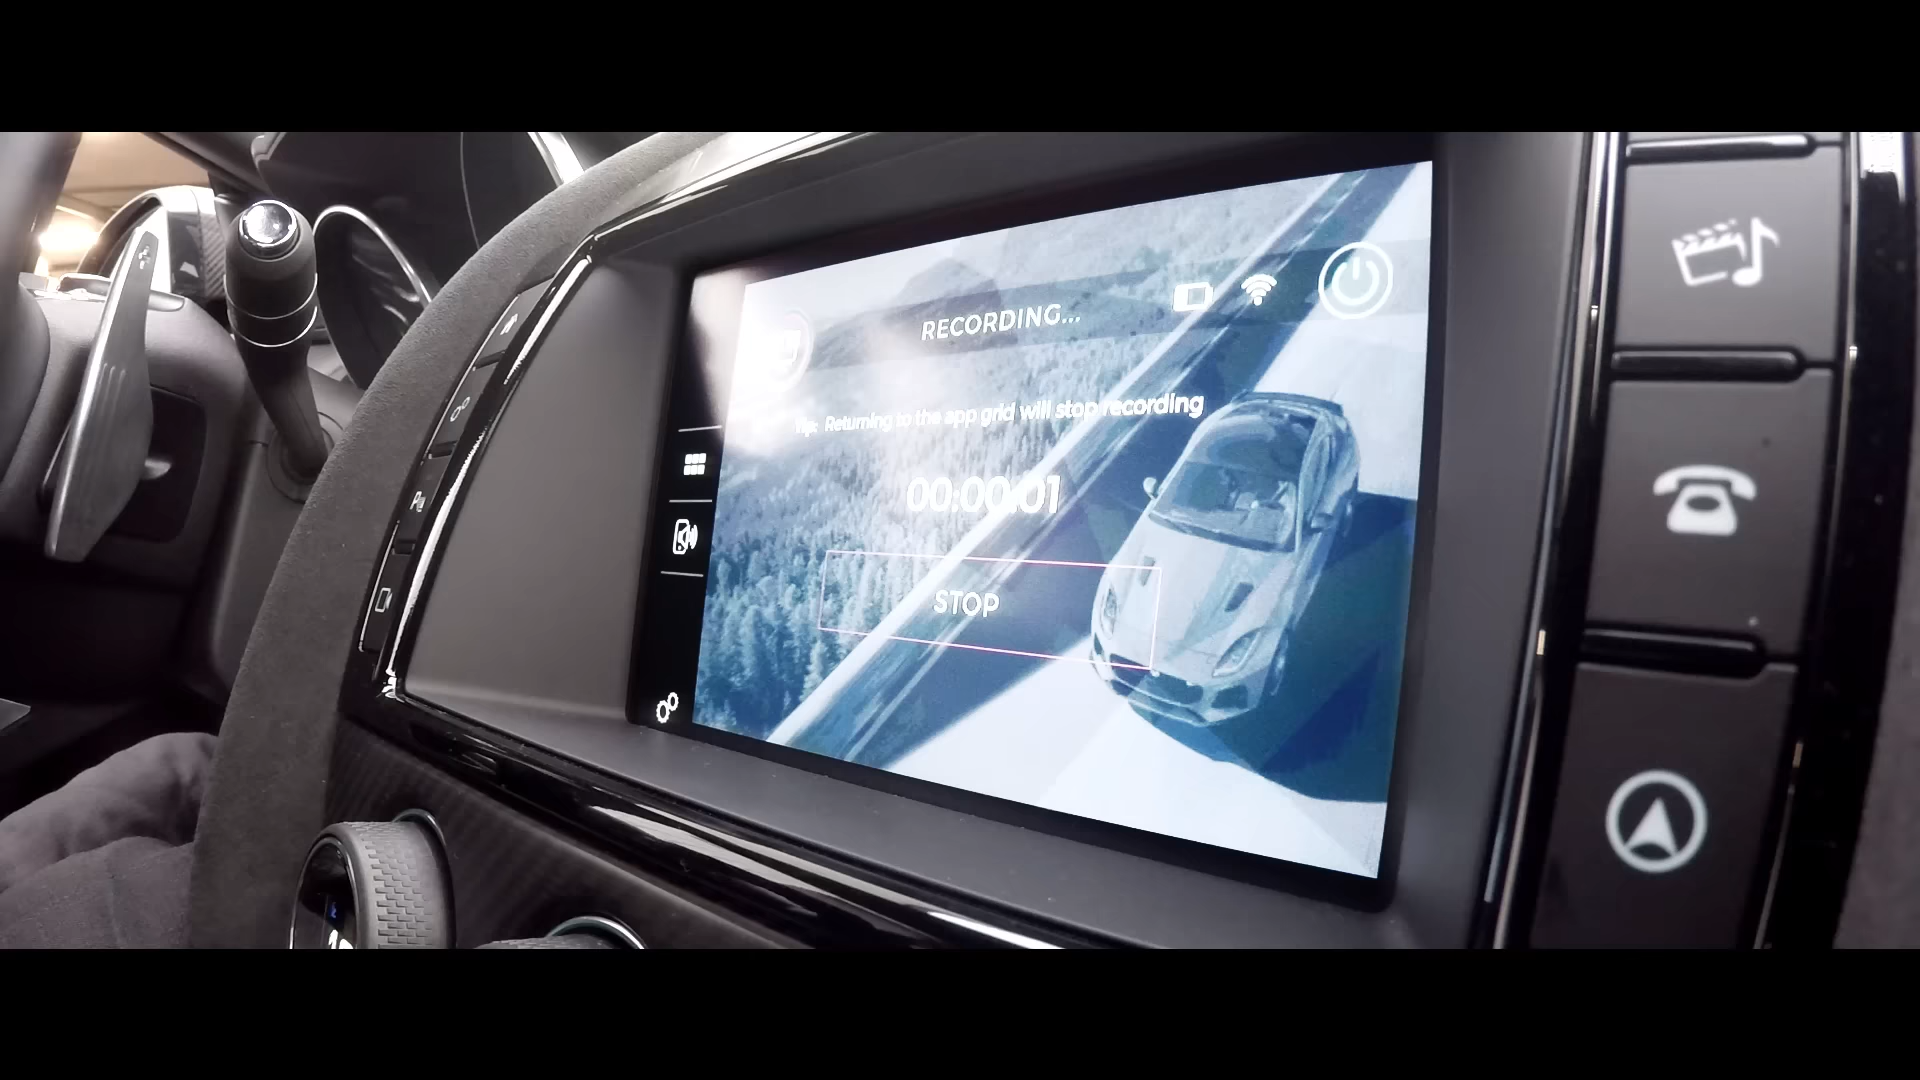 RECORDING...
Tip: Returning to the app grid will stop recording
00:00:01
STOP